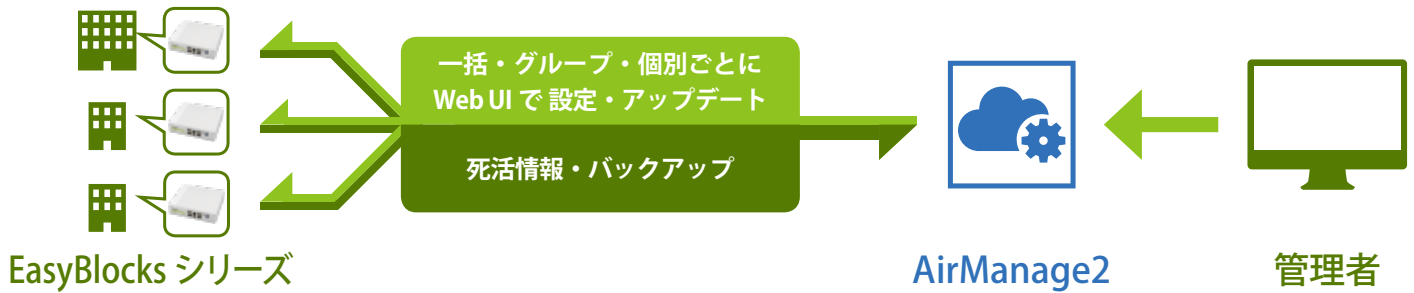 一括・グループ・個別ごとに
Web UI で 設定・アップデート
死活情報・バックアップ
EasyBlocks シリーズ
AirManage2
管理者